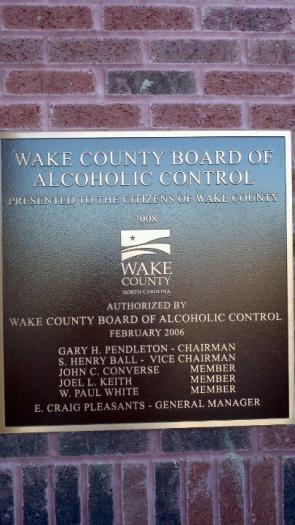 WAKE COUNTY BOARD OF
ALCOHOLIC CONTROL
PRESENTED TO THE CITIZENS OF WAKE COUNTY
2008
WAKE
COUNTY
NORTH CAROLINA
AUTHORIZED BY
WAKE COUNTY BOARD OF ALCOHOLIC CONTROL
FEBRUARY 2006
GARY H. PENDLETON - CHAIRMAN
S. HENRY BALL - VICE CHAIRMAN
JOHN C. CONVERSE MEMBER
JOEL L. KEITH MEMBER
W. PAUL WHITE MEMBER
E. CRAIG PLEASANTS - GENERAL MANAGER